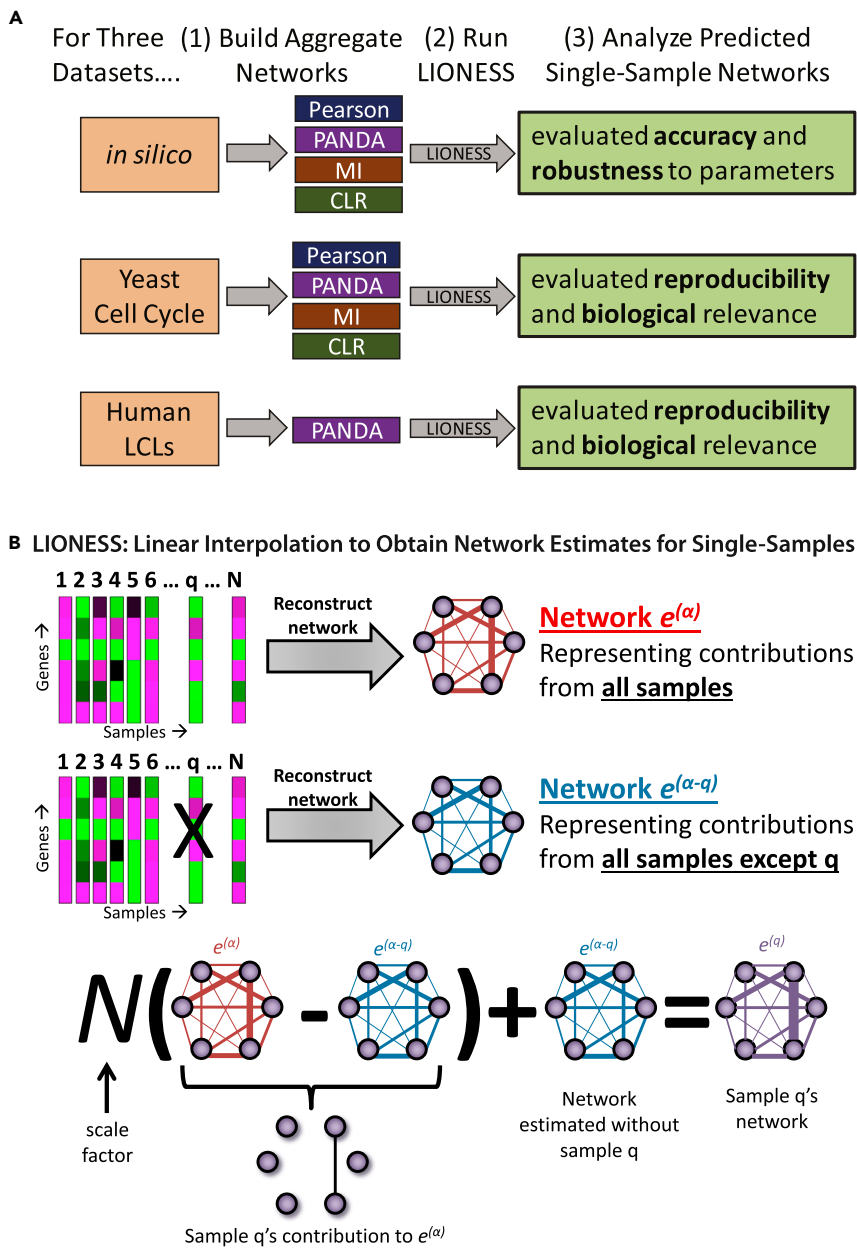 A
For Three Datasets….
(1) Build Aggregate Networks
(2) Run LIONESS
(3) Analyze Predicted Single-Sample Networks
in silico
Pearson
PANDA
MI
CLR
LIONESS
evaluated accuracy and
robustness to parameters
Yeast
Cell Cycle
Pearson
PANDA
MI
CLR
LIONESS
evaluated reproducibility
and biological relevance
Human
LCLs
PANDA
LIONESS
evaluated reproducibility
and biological relevance
B LIONESS: Linear Interpolation to Obtain Network Estimates for Single-Samples
1 2 3 4 5 6 ... q ... N
Genes →
Samples →
Reconstruct
network
Network e(α)
Representing contributions
from all samples
1 2 3 4 5 6 ... q ... N
X
Genes →
Samples →
Reconstruct
network
Network e(α-q)
Representing contributions
from all samples except q
e(α) e(α-q) e(α-q) e(q)
N ( - ) + =
scale
factor
Network
estimated without
sample q
Sample q’s
network
Sample q’s contribution to e(α)